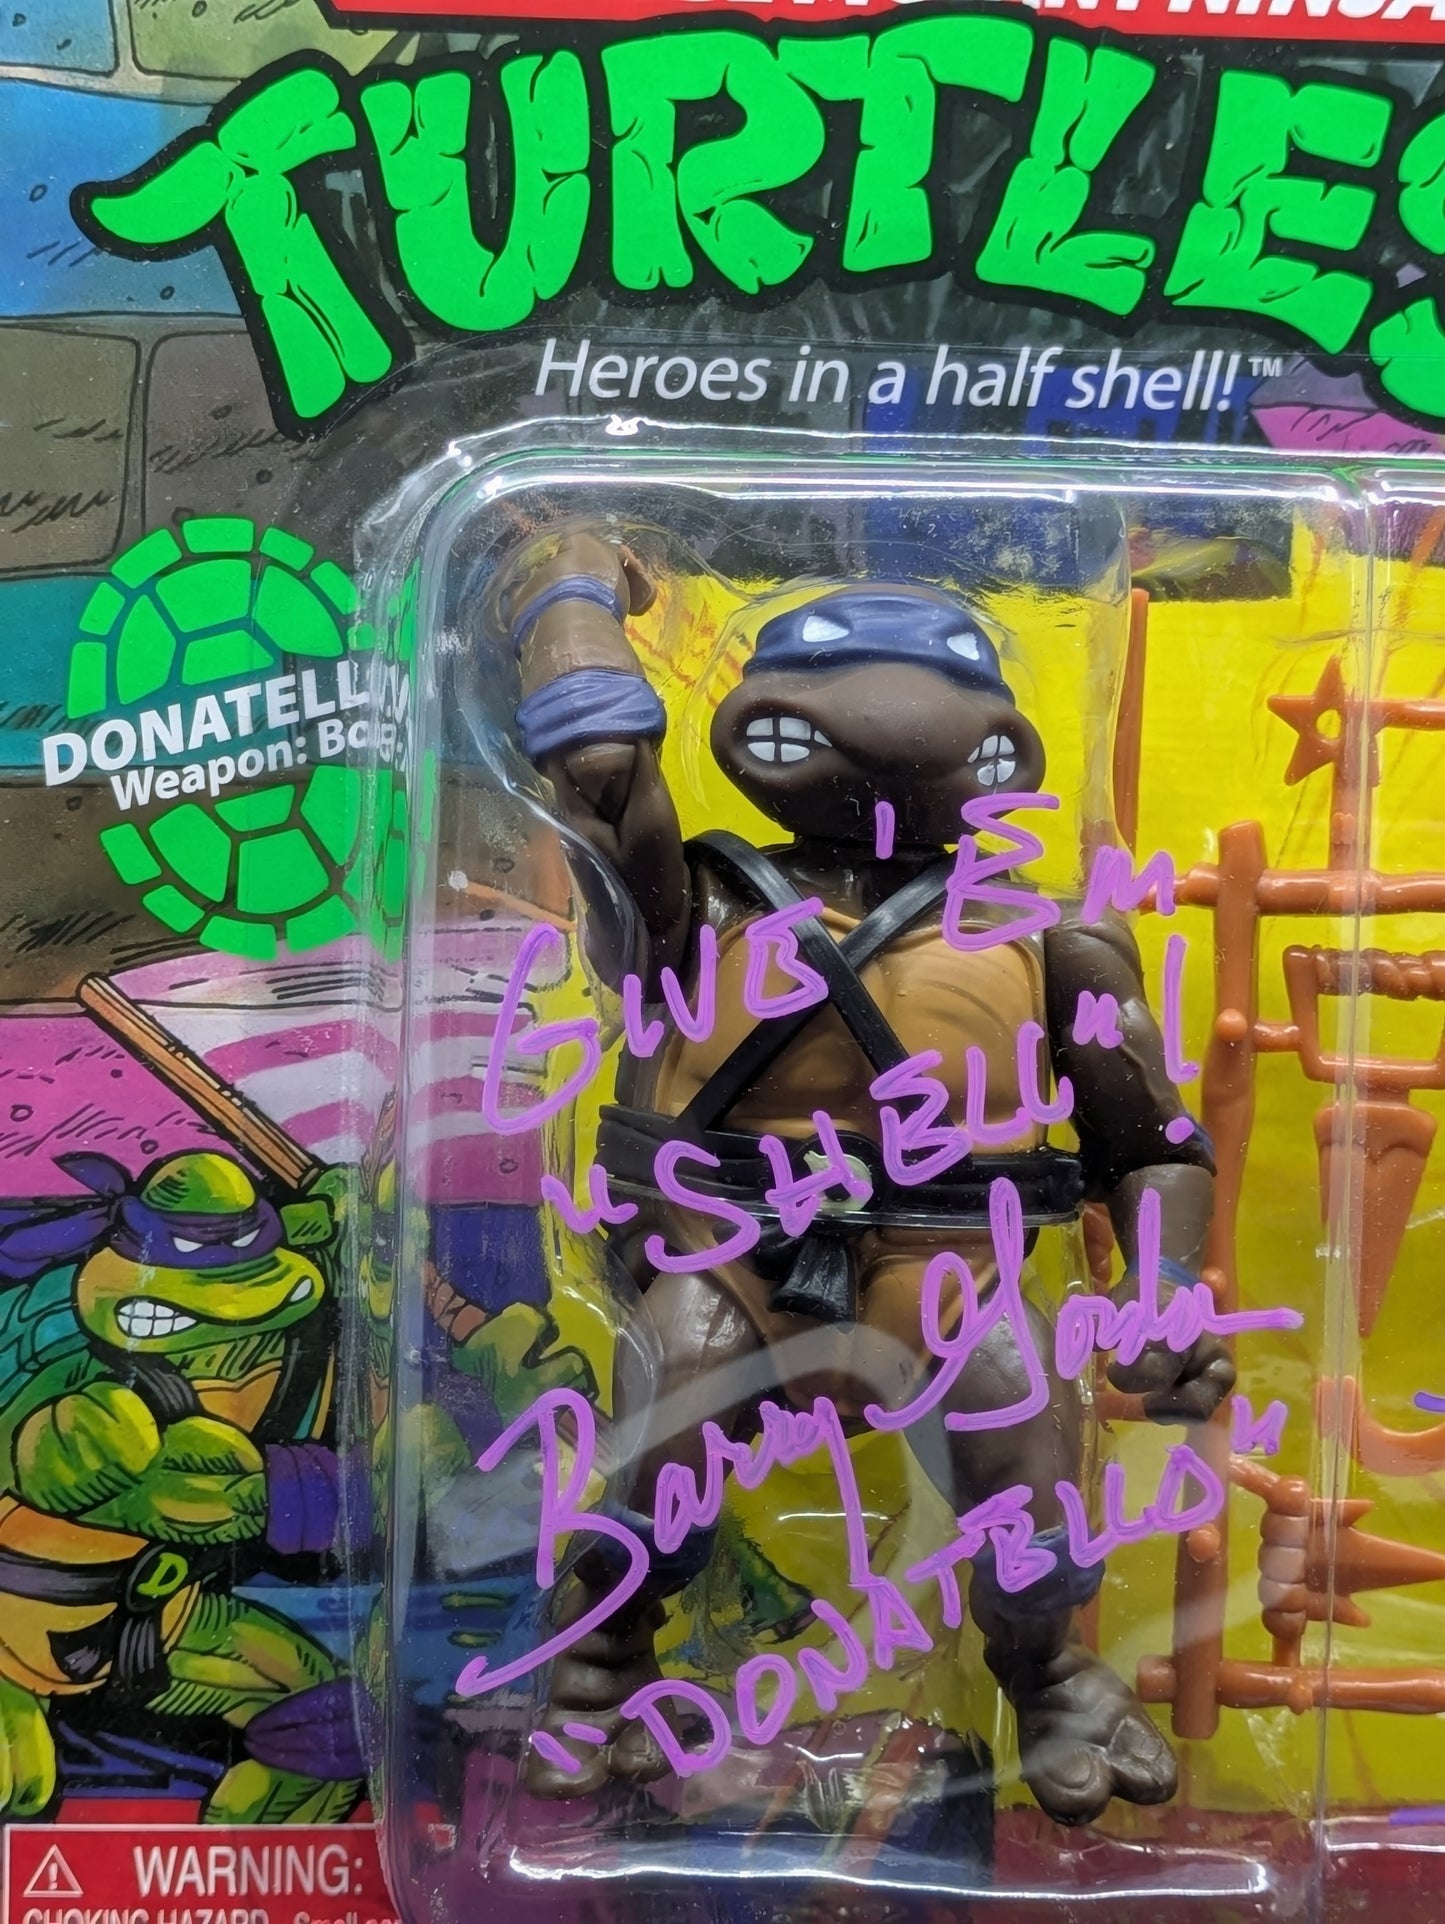 TURTLES
Heroes in a half shell!™
DONATELL
Weapon: Bo
GIVE 'EM
"SHELL"!
Barry Gordon
"DONATELLO"
D
WARNING:
CHOKING HAZARD